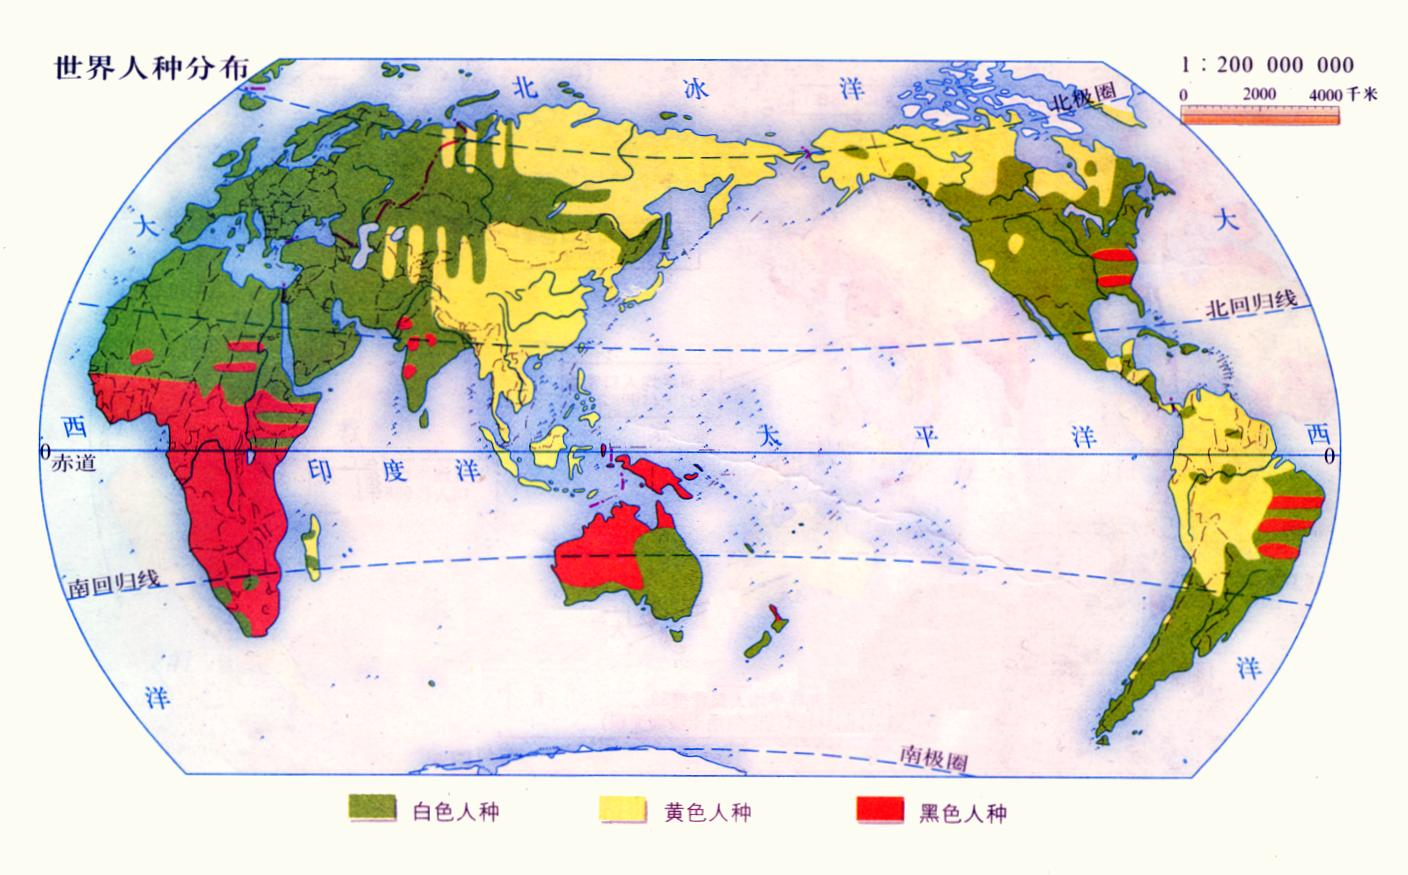 世界人种分布
1：200 000 000
0 2000 4000千米
北 冰 洋
北极圈
大
大
北回归线
西
太 平 洋
西
0
赤道
0
印 度 洋
南回归线
洋
洋
南极圈
白色人种
黄色人种
黑色人种